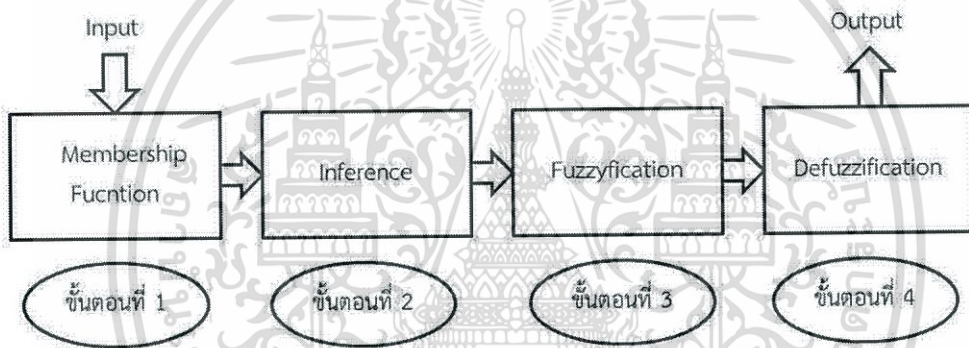 Input
Output
Membership
Fucntion
Inference
Fuzzyfication
Defuzzification
ขั้นตอนที่ 1
ขั้นตอนที่ 2
ขั้นตอนที่ 3
ขั้นตอนที่ 4